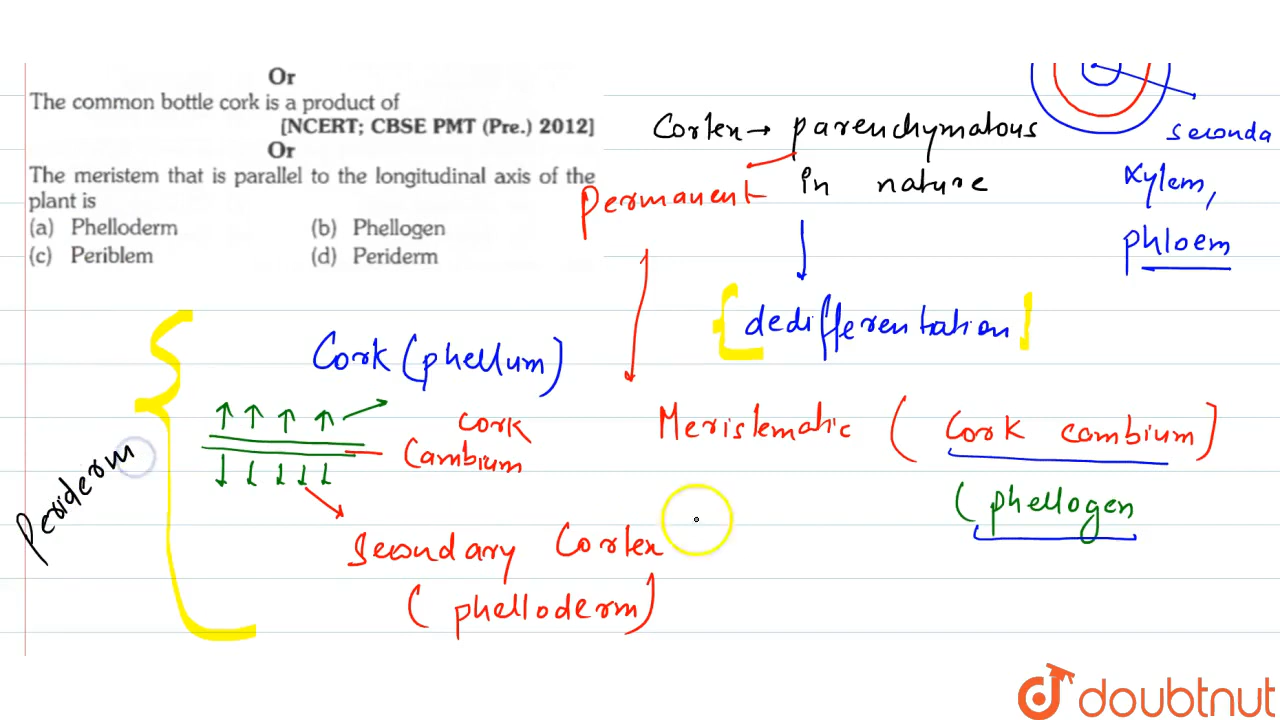 Or
The common bottle cork is a product of
[NCERT; CBSE PMT (Pre.) 2012]
Or
The meristem that is parallel to the longitudinal axis of the
plant is
(a) Phelloderm (b) Phellogen
(c) Periblem (d) Periderm
Cortex → parenchymatous
in nature
permanent
seconda
xylem,
phloem
{dedifferentiation}
Cork (phellum)
Cork
Cambium
Meristematic (Cork cambium)
(phellogen
Periderm
Secondary Cortex
(phelloderm)
doubtnut